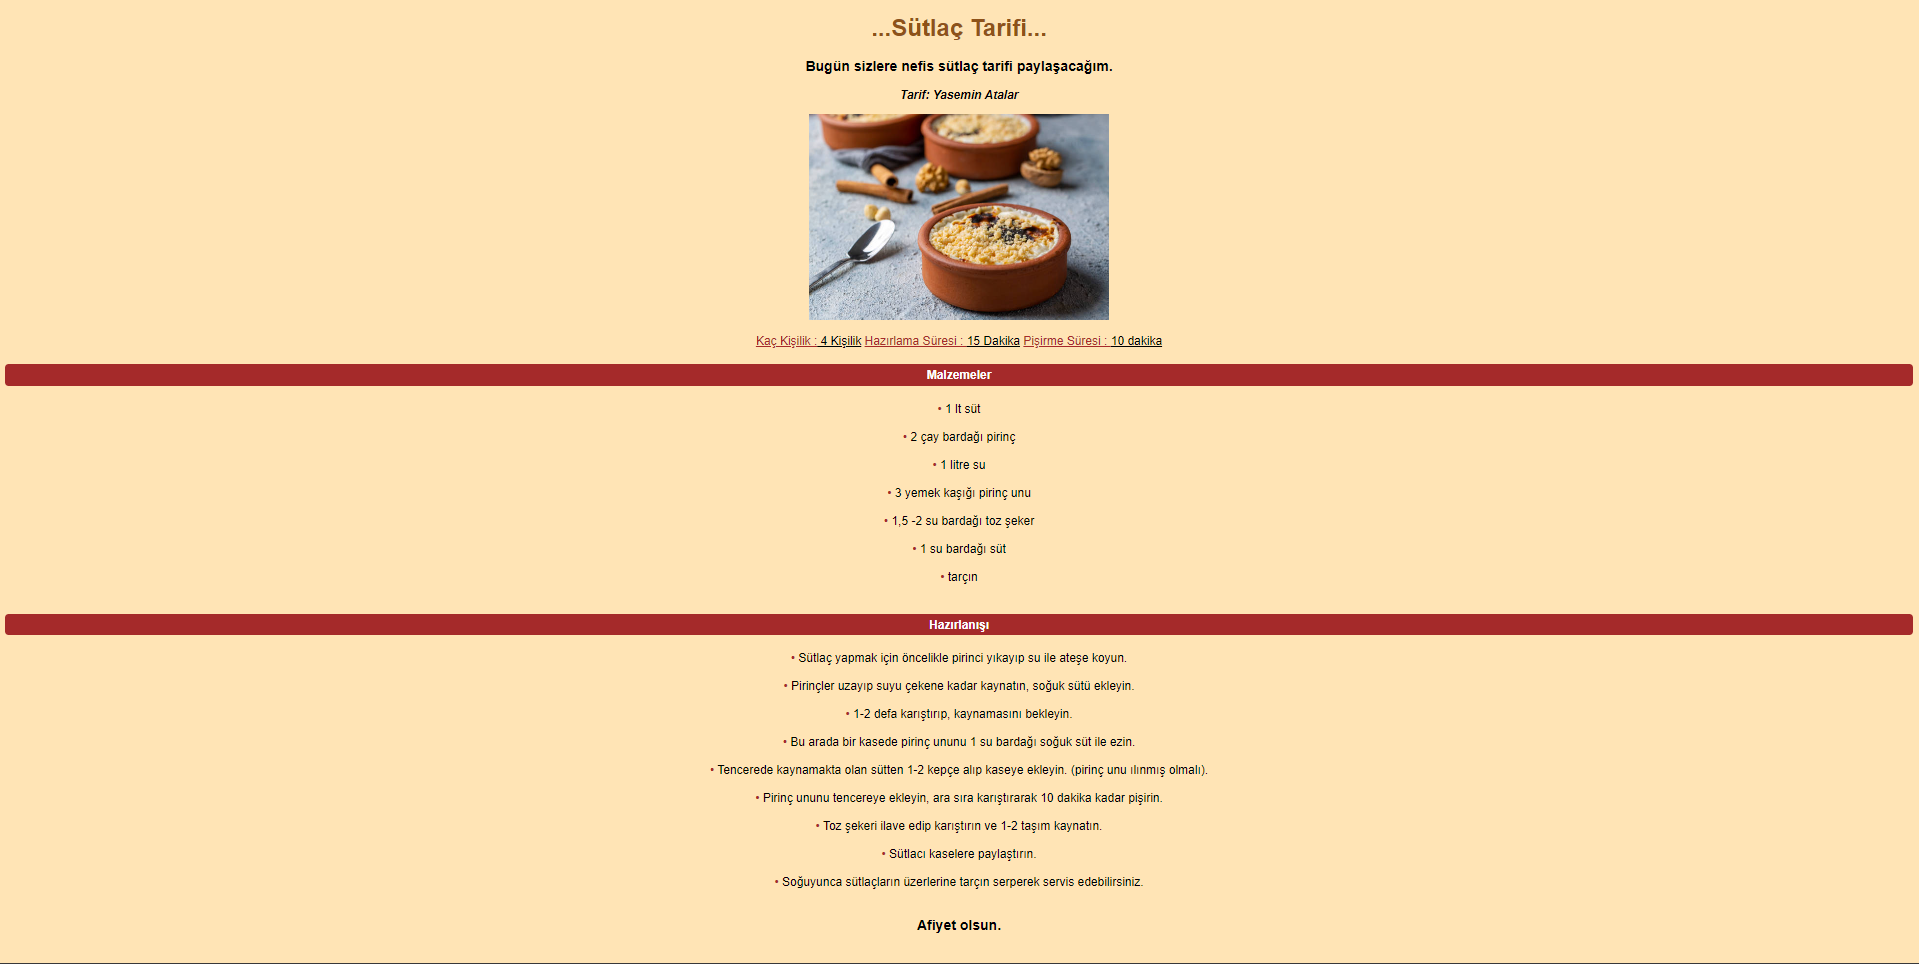 ...Sütlaç Tarifi...
Bugün sizlere nefis sütlaç tarifi paylaşacağım.
Tarif: Yasemin Atalar
Kaç Kişilik : 4 Kişilik Hazırlama Süresi : 15 Dakika Pişirme Süresi : 10 dakika
Malzemeler
• 1 lt süt
• 2 çay bardağı pirinç
• 1 litre su
• 3 yemek kaşığı pirinç unu
• 1,5 -2 su bardağı toz şeker
• 1 su bardağı süt
• tarçın
Hazırlanışı
• Sütlaç yapmak için öncelikle pirinci yıkayıp su ile ateşe koyun.
• Pirinçler uzayıp suyu çekene kadar kaynatın, soğuk sütü ekleyin.
• 1-2 defa karıştırıp, kaynamasını bekleyin.
• Bu arada bir kasede pirinç ununu 1 su bardağı soğuk süt ile ezin.
• Tencerede kaynamakta olan sütten 1-2 kepçe alıp kaseye ekleyin. (pirinç unu ılınmış olmalı).
• Pirinç ununu tencereye ekleyin, ara sıra karıştırarak 10 dakika kadar pişirin.
• Toz şekeri ilave edip karıştırın ve 1-2 taşım kaynatın.
• Sütlacı kaselere paylaştırın.
• Soğuyunca sütlaçların üzerlerine tarçın serperek servis edebilirsiniz.
Afiyet olsun.